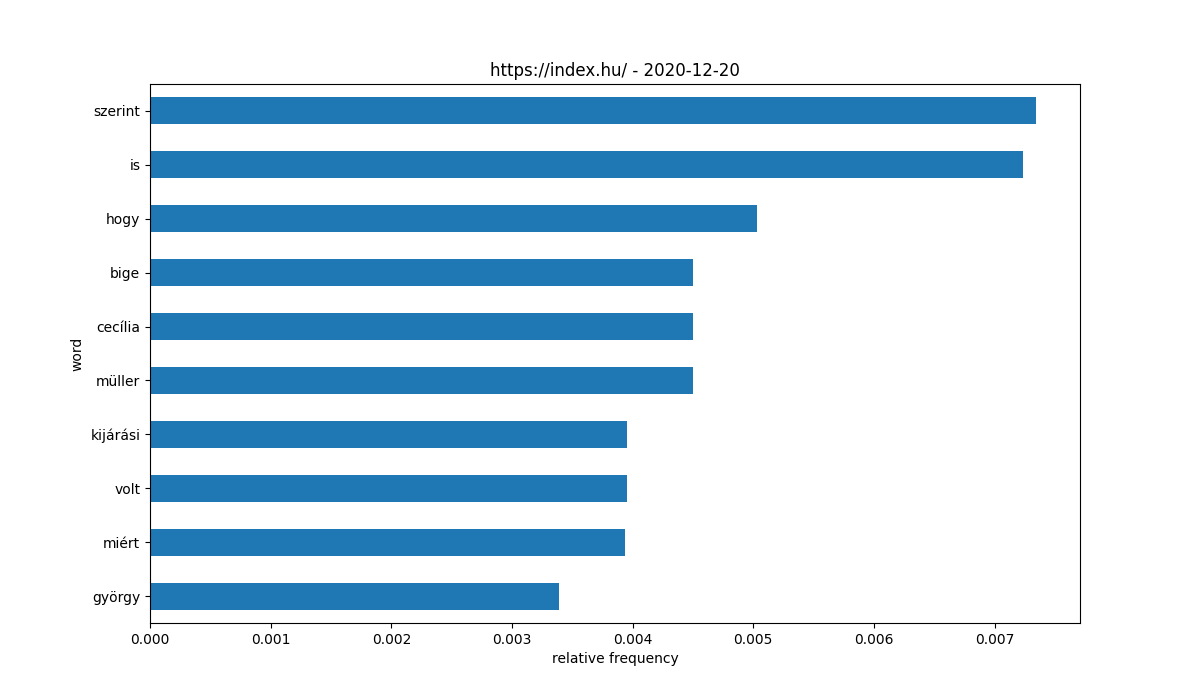 https://index.hu/ - 2020-12-20
szerint
is
hogy
bige
cecília
müller
kijárási
volt
miért
györgy
word
0.000 0.001 0.002 0.003 0.004 0.005 0.006 0.007
relative frequency